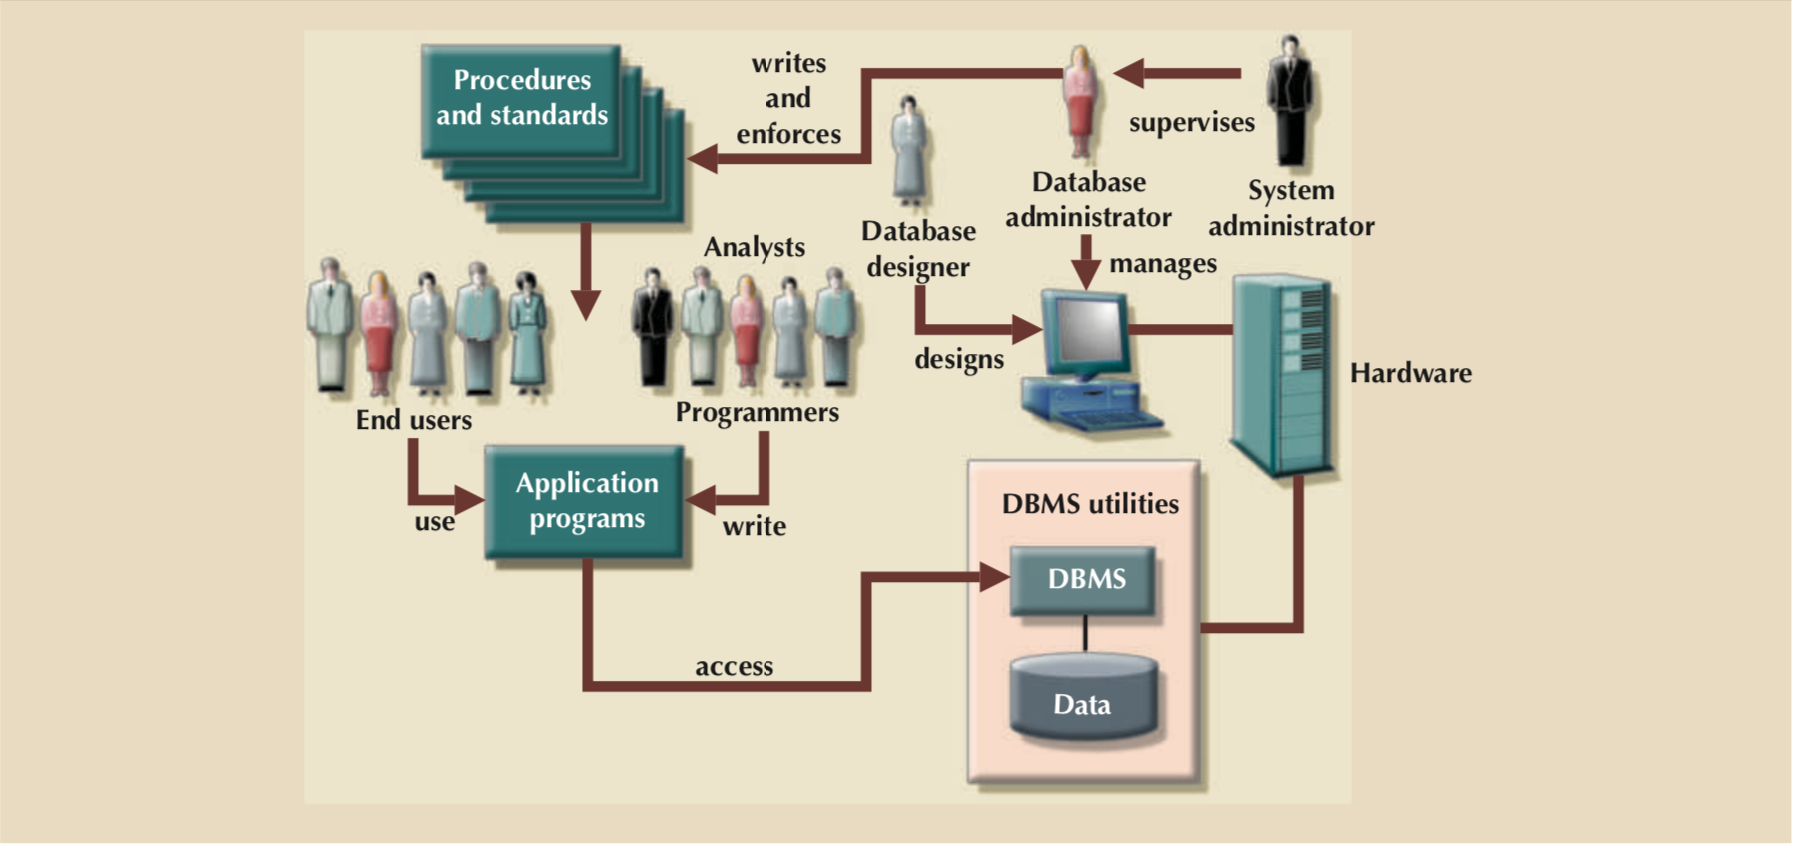 Procedures
and standards
writes
and
enforces
supervises
Database
administrator
System
administrator
Database
designer
manages
designs
Analysts
Hardware
End users
Programmers
use
Application
programs
write
DBMS utilities
DBMS
access
Data